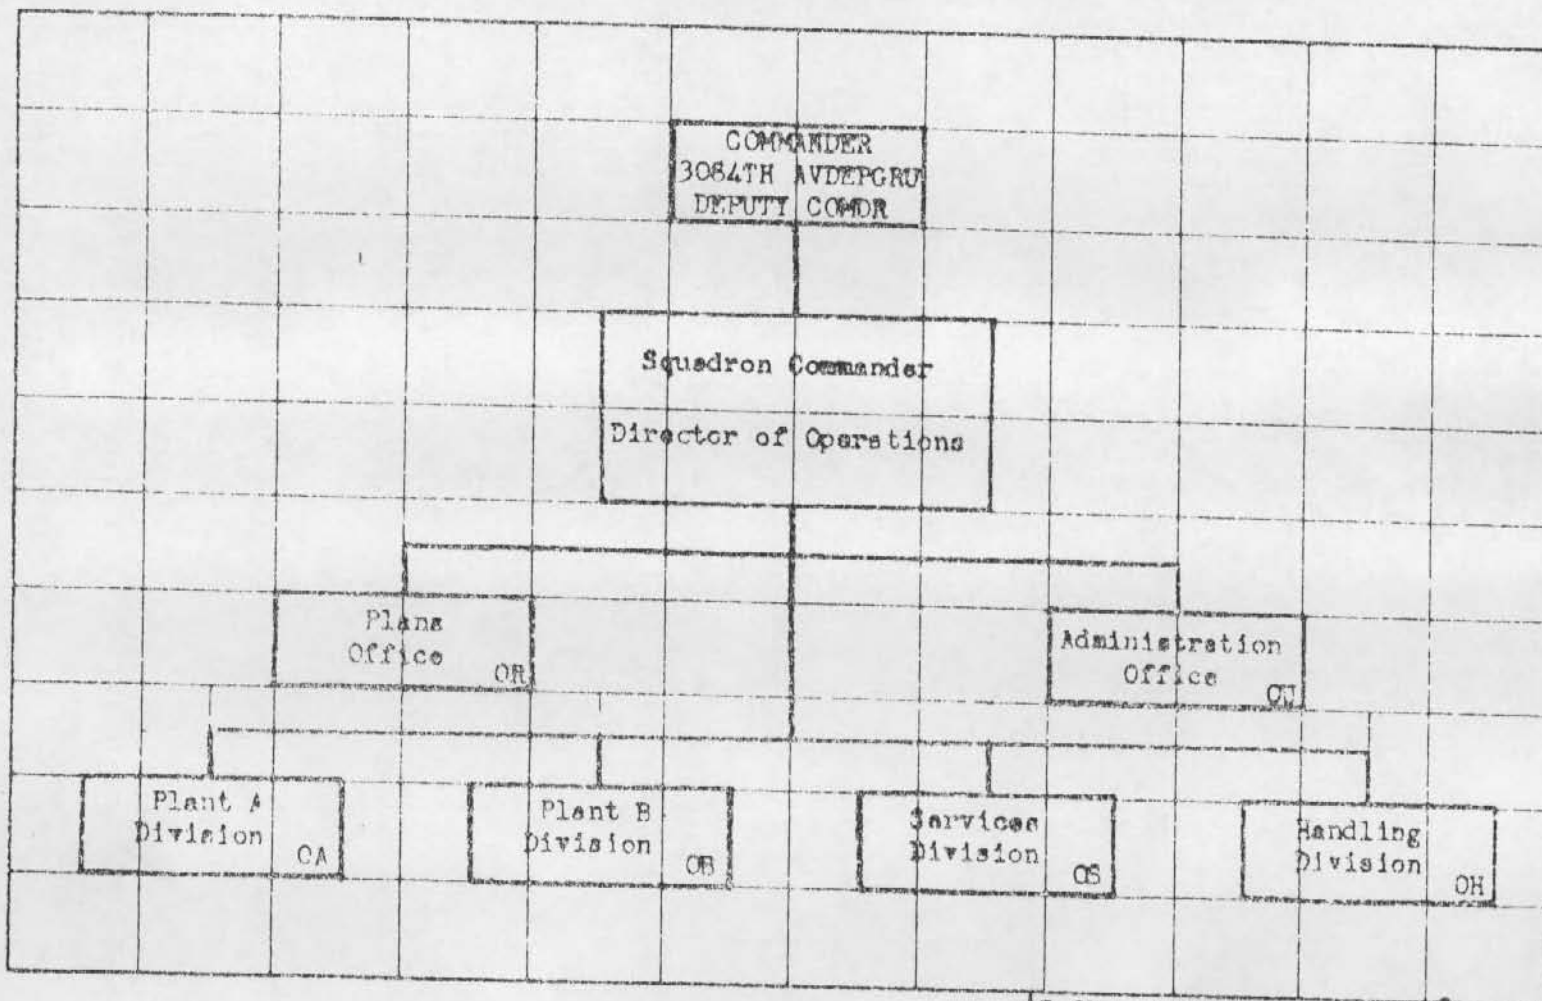 COMMANDER
3084TH AVDEPGRU
DEPUTY COMDR
Squadron Commander
Director of Operations
Plans
Office
OR
Administration
Office
Plant A
Division
OA
Plant B
Division
OB
Services
Division
OS
Handling
Division
OH